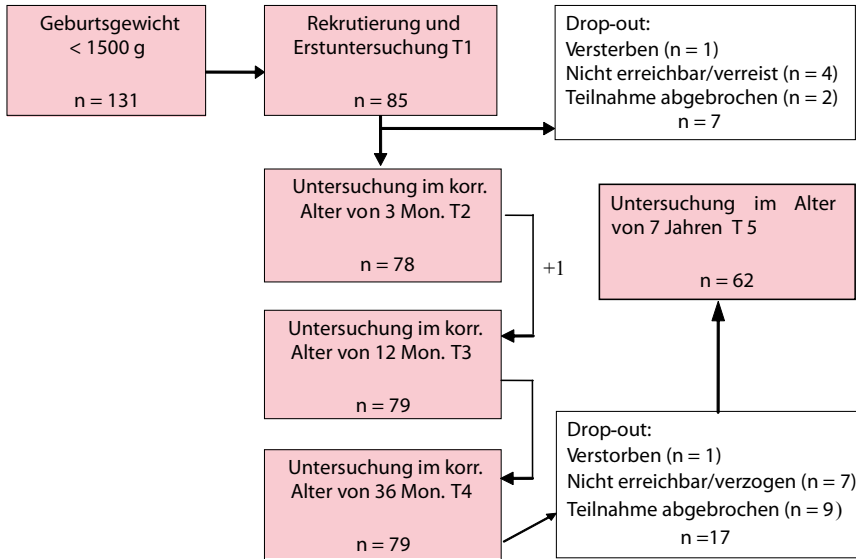 Geburtsgewicht
< 1500 g
n = 131
Rekrutierung und
Erstuntersuchung T1
n = 85
Drop-out:
Versterben (n = 1)
Nicht erreichbar/verreist (n = 4)
Teilnahme abgebrochen (n = 2)
n = 7
Untersuchung im korr.
Alter von 3 Mon. T2
n = 78
+1
Untersuchung im korr.
Alter von 12 Mon. T3
n = 79
Untersuchung im korr.
Alter von 36 Mon. T4
n = 79
Drop-out:
Verstorben (n = 1)
Nicht erreichbar/verzogen (n = 7)
Teilnahme abgebrochen (n = 9)
n =17
Untersuchung im Alter
von 7 Jahren T 5
n = 62